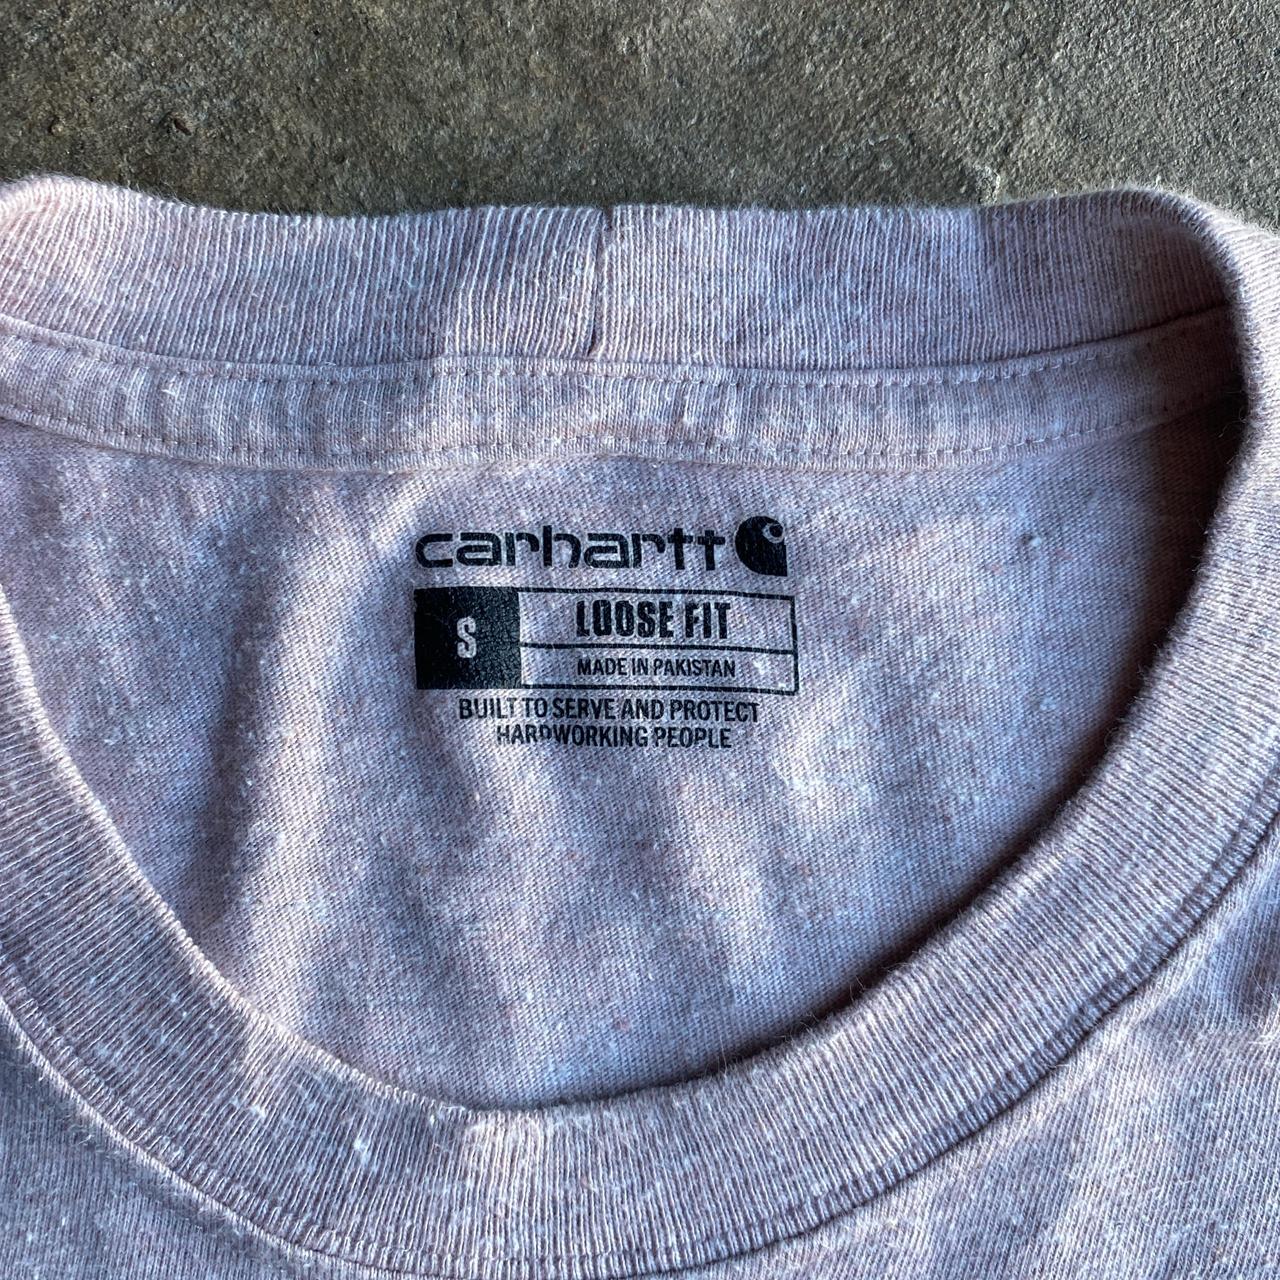 carhartt
S
LOOSE FIT
MADE IN PAKISTAN
BUILT TO SERVE AND PROTECT
HARDWORKING PEOPLE